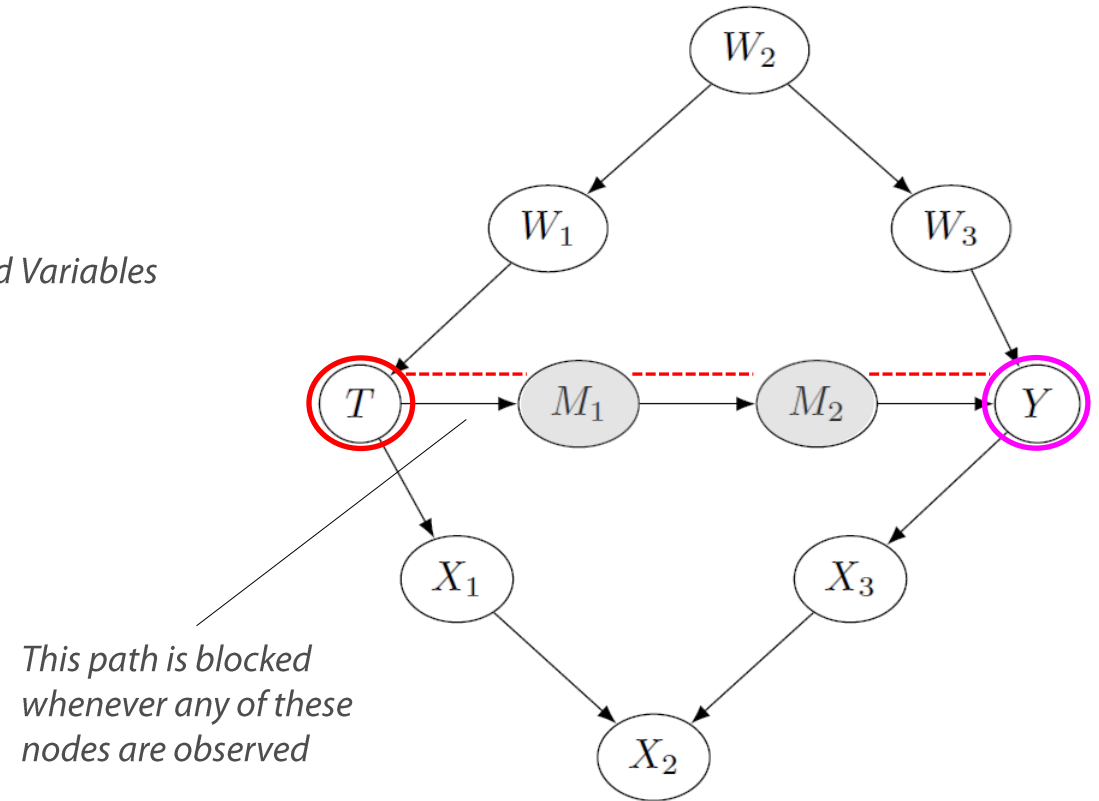 W₂
W₁ W₃
d Variables
T M₁ M₂ Y
X₁ X₃
This path is blocked
whenever any of these
nodes are observed
X₂